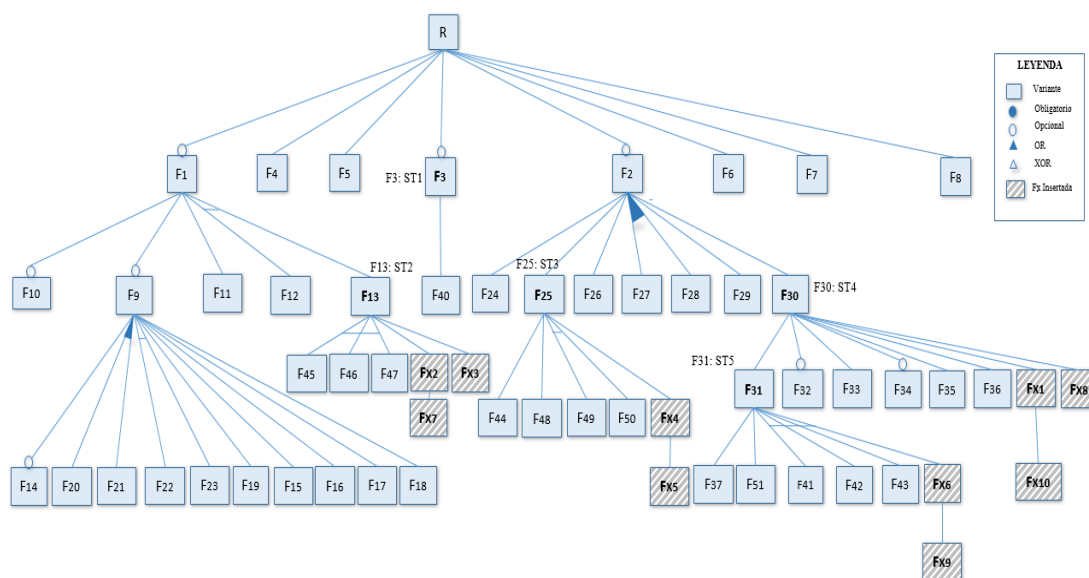 R
LEYENDA
Variante
Obligatorio
Opcional
OR
XOR
Fx Insertada
F1
F4
F5
F3: ST1
F3
F2
F6
F7
F8
F10
F9
F11
F12
F13: ST2
F13
F40
F24
F25: ST3
F25
F26
F27
F28
F29
F30
F30: ST4
F45
F46
F47
FX2
FX3
FX7
F44
F48
F49
F50
FX4
F31: ST5
F31
F32
F33
F34
F35
F36
FX1
FX8
F14
F20
F21
F22
F23
F19
F15
F16
F17
F18
FX5
F37
F51
F41
F42
F43
FX6
FX10
FX9